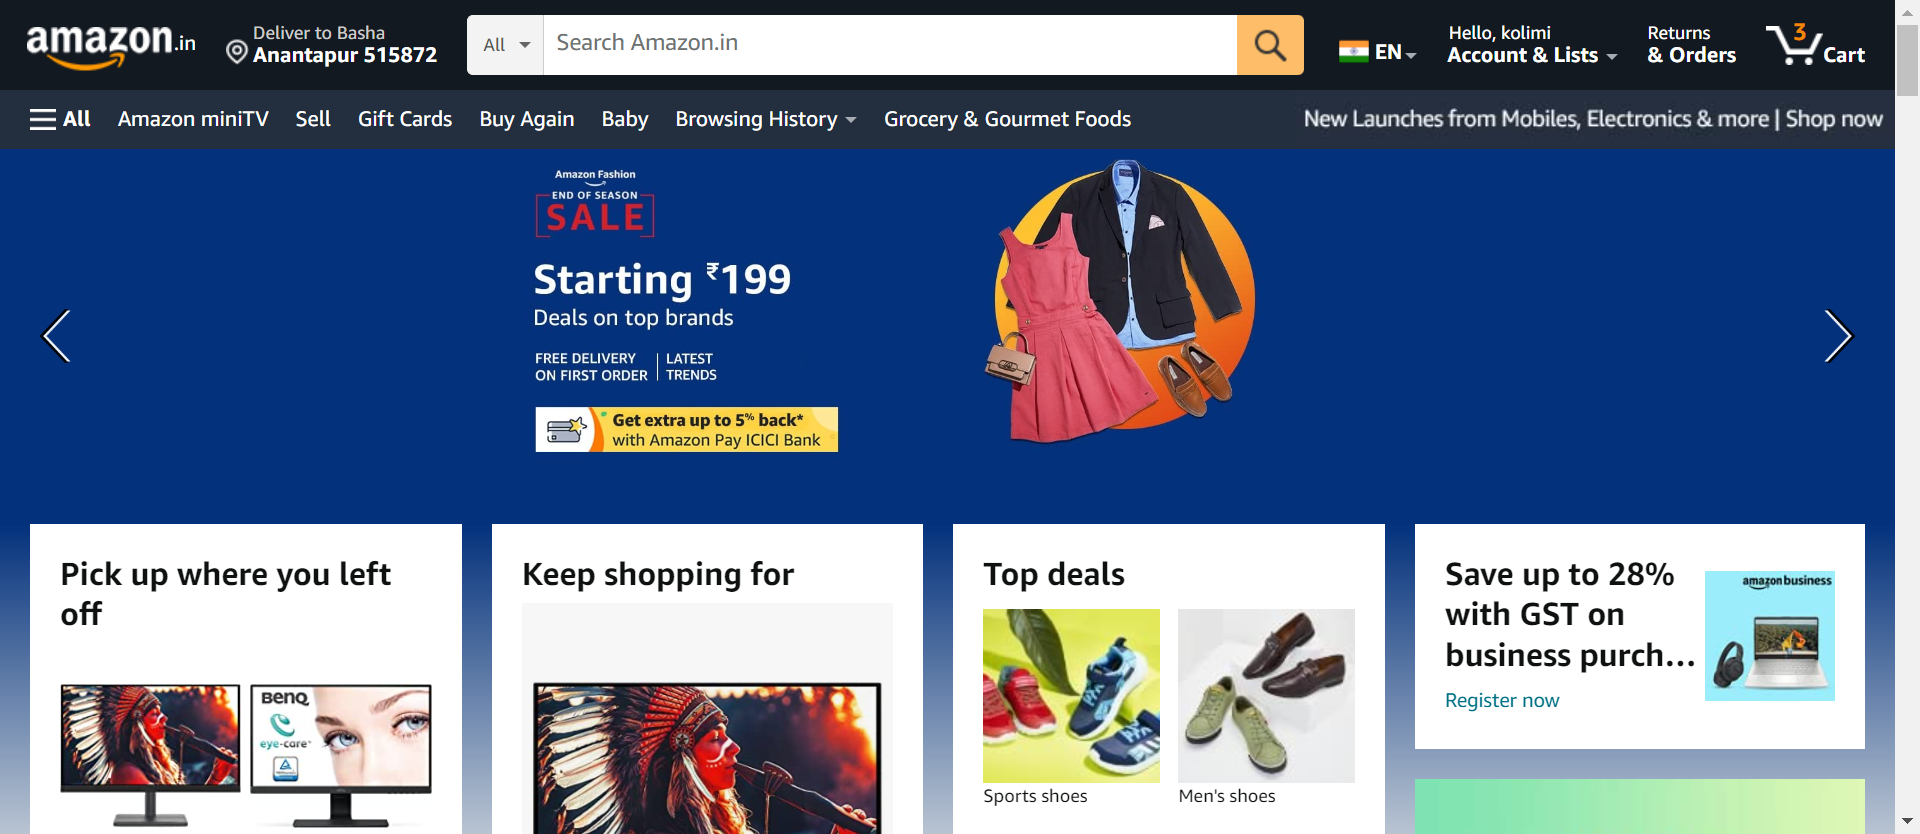 amazon.in
Deliver to Basha
Anantapur 515872
All
Search Amazon.in
EN
Hello, kolimi
Account & Lists
Returns
& Orders
3
Cart
All
Amazon miniTV
Sell
Gift Cards
Buy Again
Baby
Browsing History
Grocery & Gourmet Foods
New Launches from Mobiles, Electronics & more | Shop now
Amazon Fashion
END OF SEASON
SALE
Starting ₹199
Deals on top brands
FREE DELIVERY
ON FIRST ORDER
LATEST
TRENDS
Get extra up to 5% back*
with Amazon Pay ICICI Bank
Pick up where you left
off
BenQ
eye-care™
Keep shopping for
Top deals
Sports shoes
Men's shoes
Save up to 28%
with GST on
business purch...
Register now
amazon business